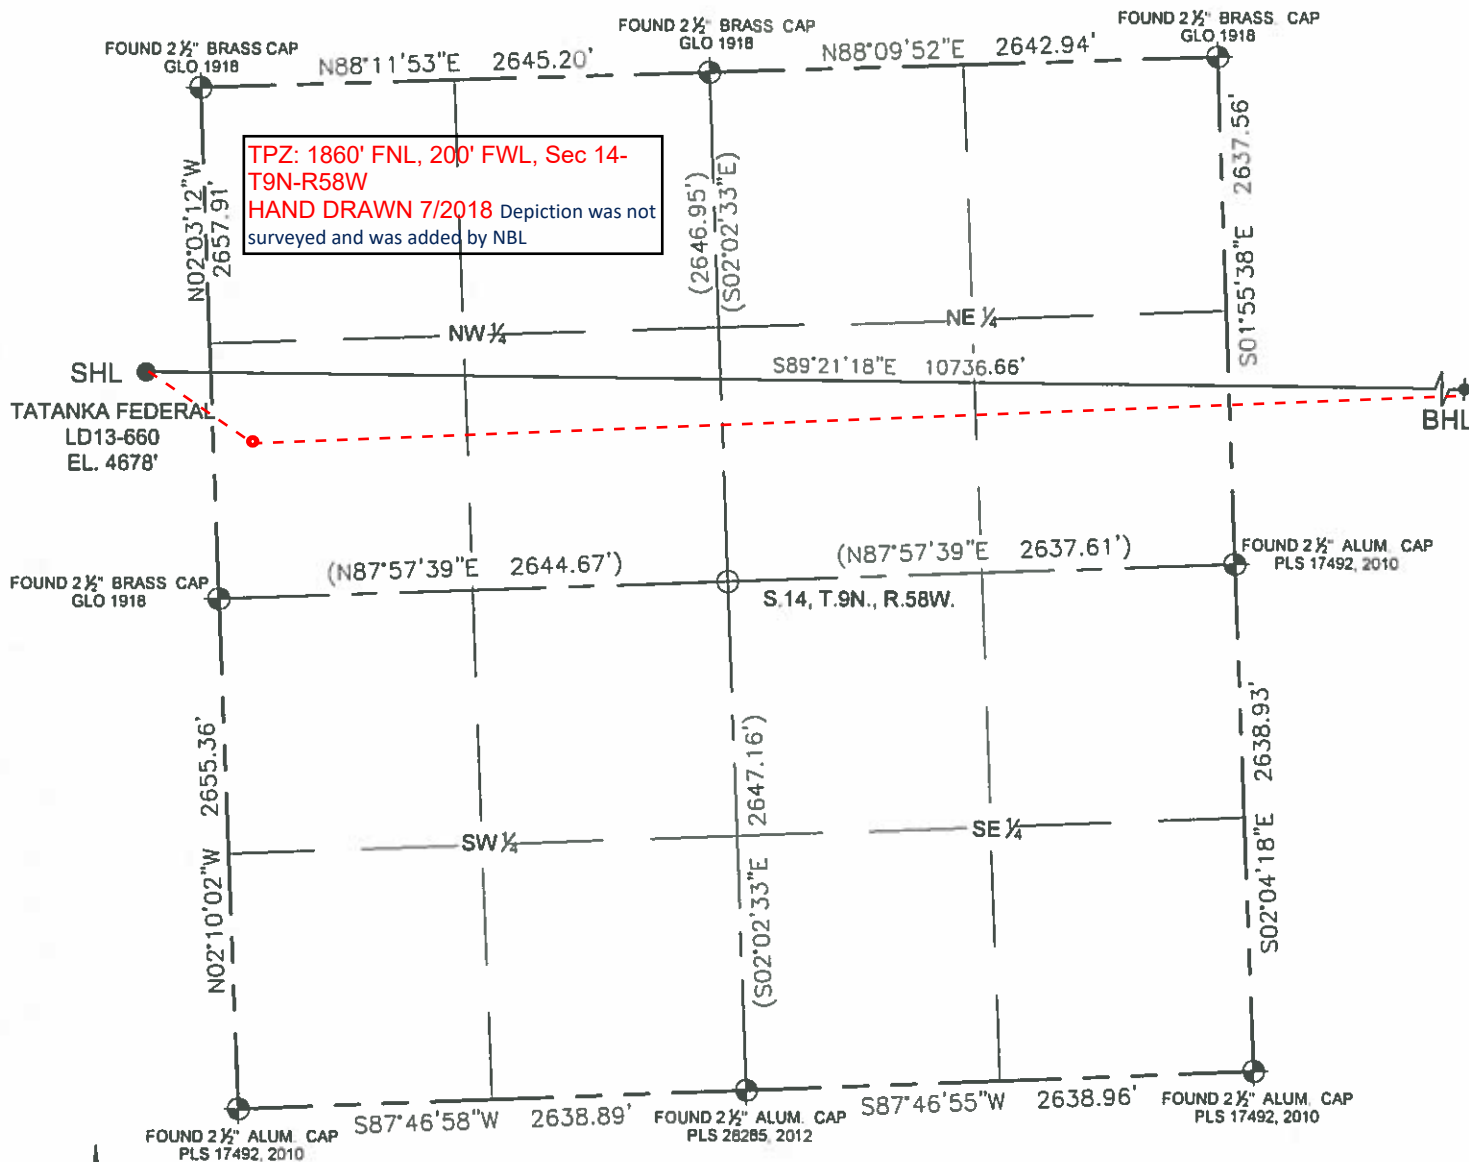 FOUND 2½" BRASS CAP
GLO 1918
FOUND 2½" BRASS CAP
GLO 1918
FOUND 2½" BRASS CAP
GLO 1918
N88°11'53"E 2645.20'
N88°09'52"E 2642.94'
TPZ: 1860' FNL, 200' FWL, Sec 14-
T9N-R58W
HAND DRAWN 7/2018 Depiction was not
surveyed and was added by NBL
N02°03'12"W
2657.91'
(2646.95')
(S02°02'33"E)
S01°55'38"E 2637.56'
NW ¼
NE ¼
SHL
S89°21'18"E 10736.66'
BHL
TATANKA FEDERAL
LD13-660
EL. 4678'
(N87°57'39"E 2644.67')
(N87°57'39"E 2637.61')
FOUND 2½" ALUM. CAP
PLS 17492, 2010
FOUND 2½" BRASS CAP
GLO 1918
S.14, T.9N., R.58W.
N02°10'02"W 2655.36'
(S02°02'33"E 2647.16')
S02°04'18"E 2638.93'
SW ¼
SE ¼
S87°46'58"W 2638.89'
S87°46'55"W 2638.96'
FOUND 2½" ALUM. CAP
PLS 17492, 2010
FOUND 2½" ALUM. CAP
PLS 28285, 2012
FOUND 2½" ALUM. CAP
PLS 17492, 2010